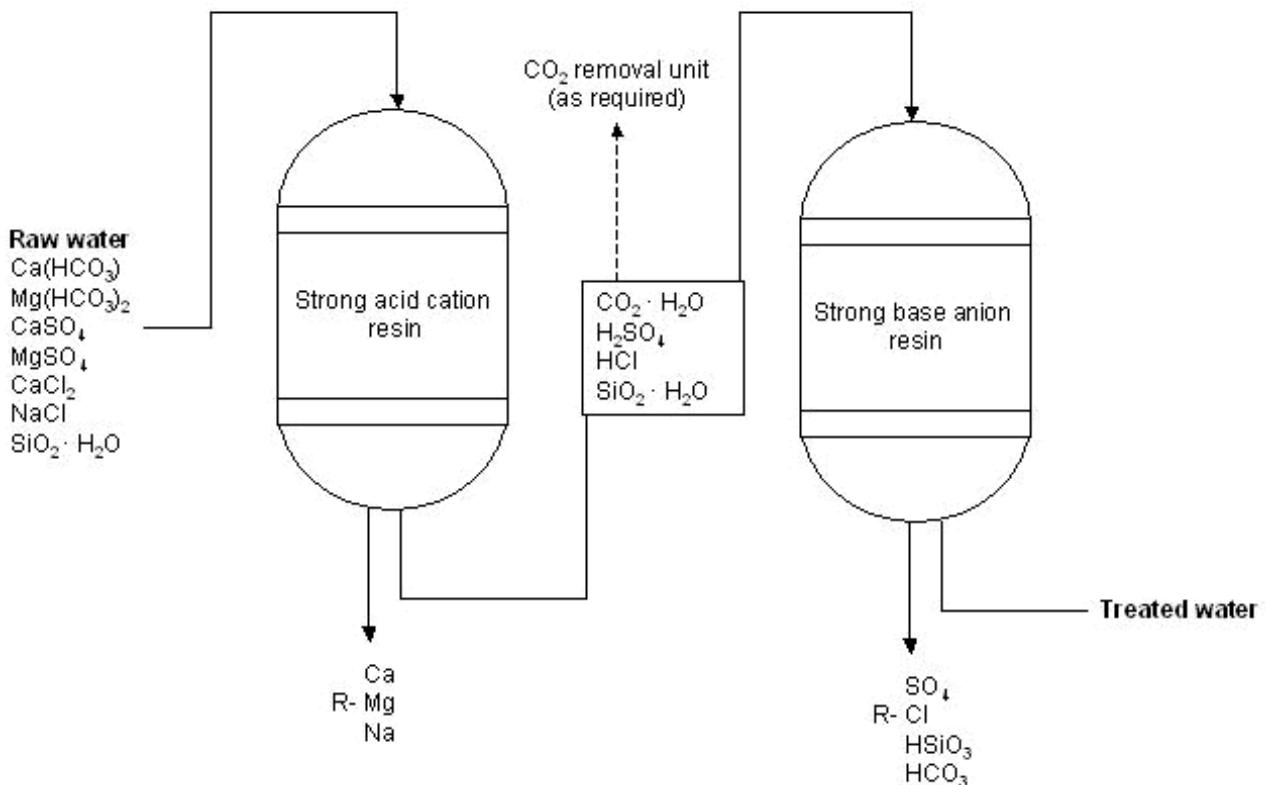 CO₂ removal unit
(as required)
Raw water
Ca(HCO₃)
Mg(HCO₃)₂
CaSO₄
MgSO₄
CaCl₂
NaCl
SiO₂ · H₂O
Strong acid cation
resin
CO₂ · H₂O
H₂SO₄
HCl
SiO₂ · H₂O
Strong base anion
resin
Treated water
Ca
R- Mg
Na
SO₄
R- Cl
HSiO₃
HCO₃